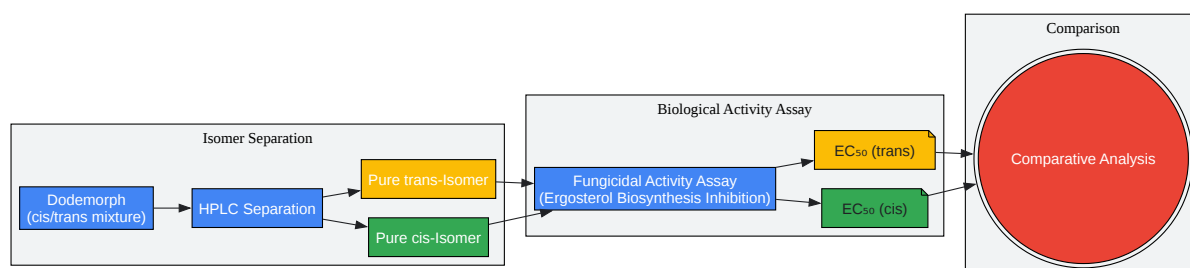 Isomer Separation
Dodemorph
(cis/trans mixture)
HPLC Separation
Pure trans-Isomer
Pure cis-Isomer
Biological Activity Assay
Fungicidal Activity Assay
(Ergosterol Biosynthesis Inhibition)
EC₅₀ (trans)
EC₅₀ (cis)
Comparison
Comparative Analysis